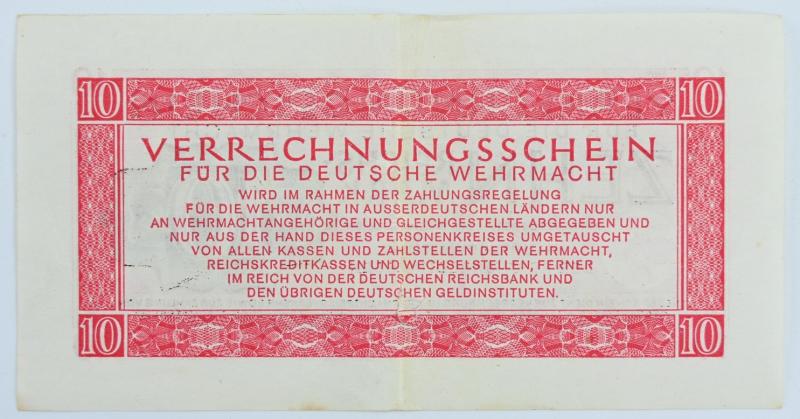 10 10
VERRECHNUNGSSCHEIN
FÜR DIE DEUTSCHE WEHRMACHT
WIRD IM RAHMEN DER ZAHLUNGSREGELUNG
FÜR DIE WEHRMACHT IN AUSSERDEUTSCHEN LÄNDERN NUR
AN WEHRMACHTANGEHÖRIGE UND GLEICHGESTELLTE ABGEGEBEN UND
NUR AUS DER HAND DIESES PERSONENKREISES UMGETAUSCHT
VON ALLEN KASSEN UND ZAHLSTELLEN DER WEHRMACHT,
REICHSKREDITKASSEN UND WECHSELSTELLEN, FERNER
IM REICH VON DER DEUTSCHEN REICHSBANK UND
DEN ÜBRIGEN DEUTSCHEN GELDINSTITUTEN.
10 10